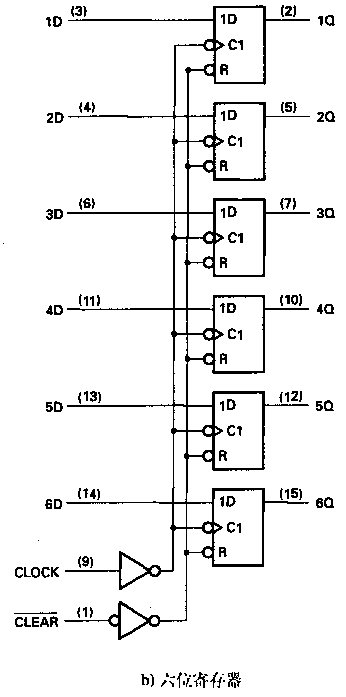 1D (3) 1D (2) 1Q
C1
R
2D (4) 1D (5) 2Q
C1
R
3D (6) 1D (7) 3Q
C1
R
4D (11) 1D (10) 4Q
C1
R
5D (13) 1D (12) 5Q
C1
R
6D (14) 1D (15) 6Q
C1
R
CLOCK (9)
CLEAR (1)
b) 六位寄存器